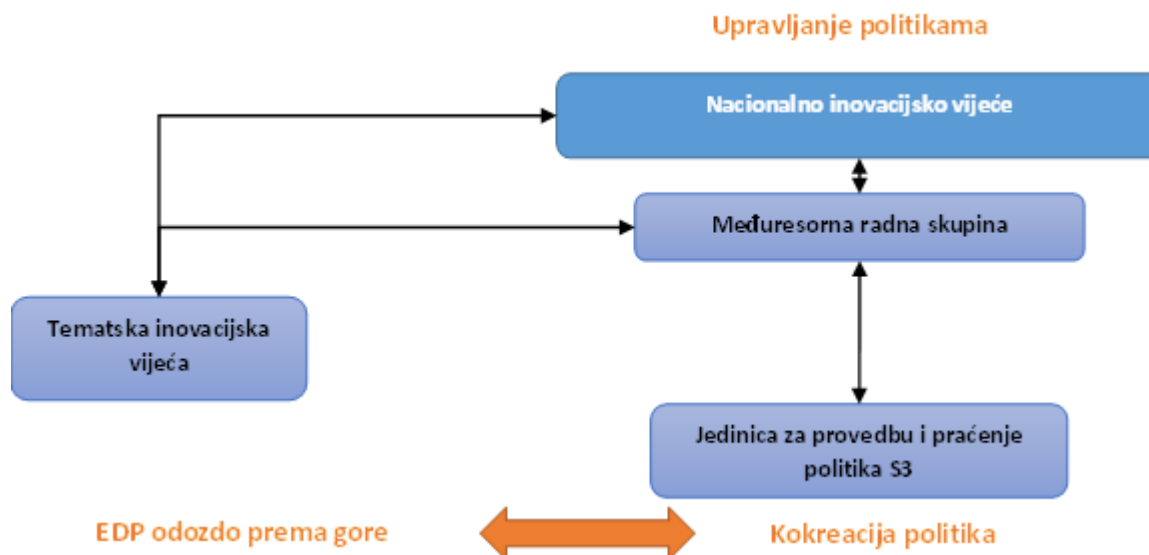 Upravljanje politikama
Nacionalno inovacijsko vijeće
Međuresorna radna skupina
Tematska inovacijska
vijeća
Jedinica za provedbu i praćenje
politika S3
EDP odozdo prema gore
Kokreacija politika